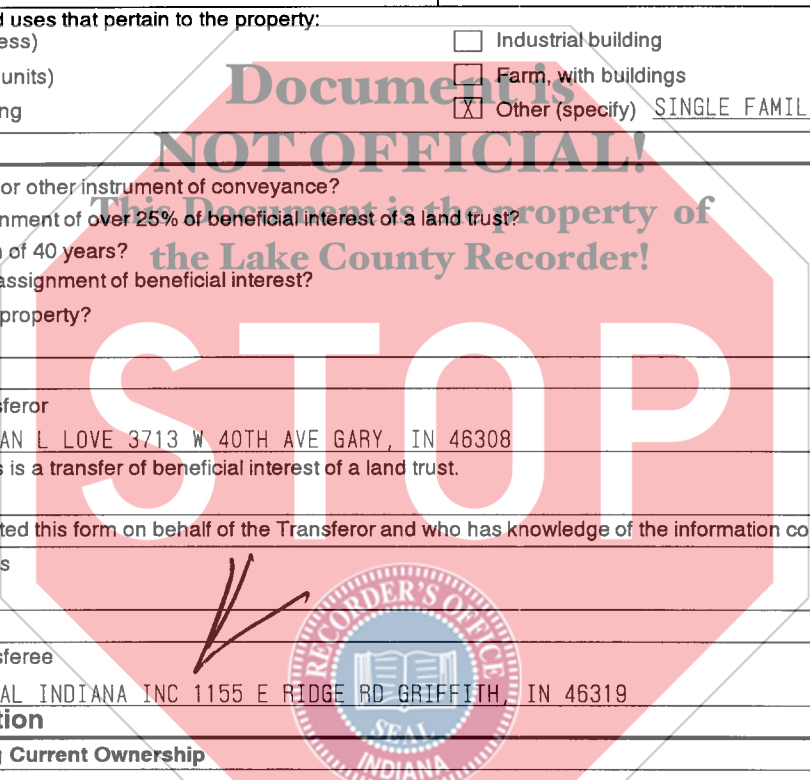 d uses that pertain to the property:
ess)
Industrial building
units)
Farm, with buildings
ng
X Other (specify) SINGLE FAMIL
Document is
NOT OFFICIAL!
This Document is the property of
the Lake County Recorder!
or other instrument of conveyance?
nment of over 25% of beneficial interest of a land trust?
of 40 years?
assignment of beneficial interest?
property?
STOP
sferor
AN L LOVE 3713 W 40TH AVE GARY, IN 46308
s is a transfer of beneficial interest of a land trust.
ted this form on behalf of the Transferor and who has knowledge of the information co
s
RECORDER'S OFFICE
SEAL
INDIANA
sferee
AL INDIANA INC 1155 E RIDGE RD GRIFFITH, IN 46319
tion
g Current Ownership